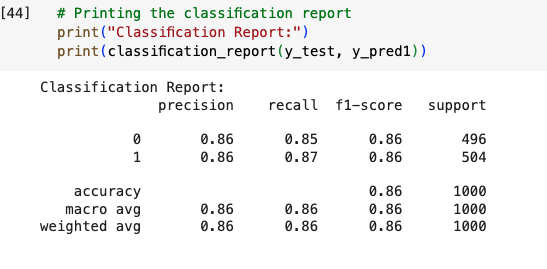 [44] # Printing the classification report
print("Classification Report:")
print(classification_report(y_test, y_pred1))
Classification Report:
precision recall f1-score support
0 0.86 0.85 0.86 496
1 0.86 0.87 0.86 504
accuracy 0.86 1000
macro avg 0.86 0.86 0.86 1000
weighted avg 0.86 0.86 0.86 1000